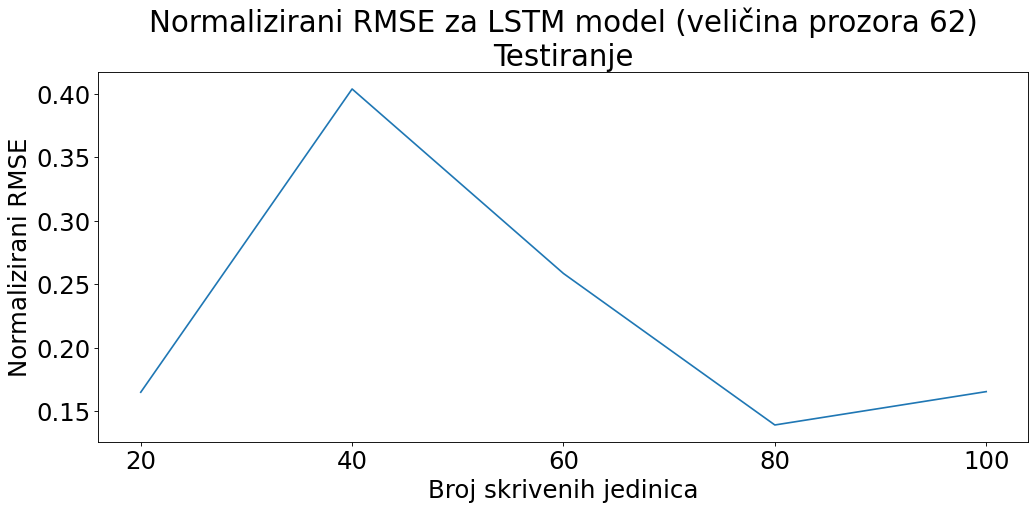 Normalizirani RMSE za LSTM model (veličina prozora 62)
Testiranje
Normalizirani RMSE
0.40
0.35
0.30
0.25
0.20
0.15
20 40 60 80 100
Broj skrivenih jedinica